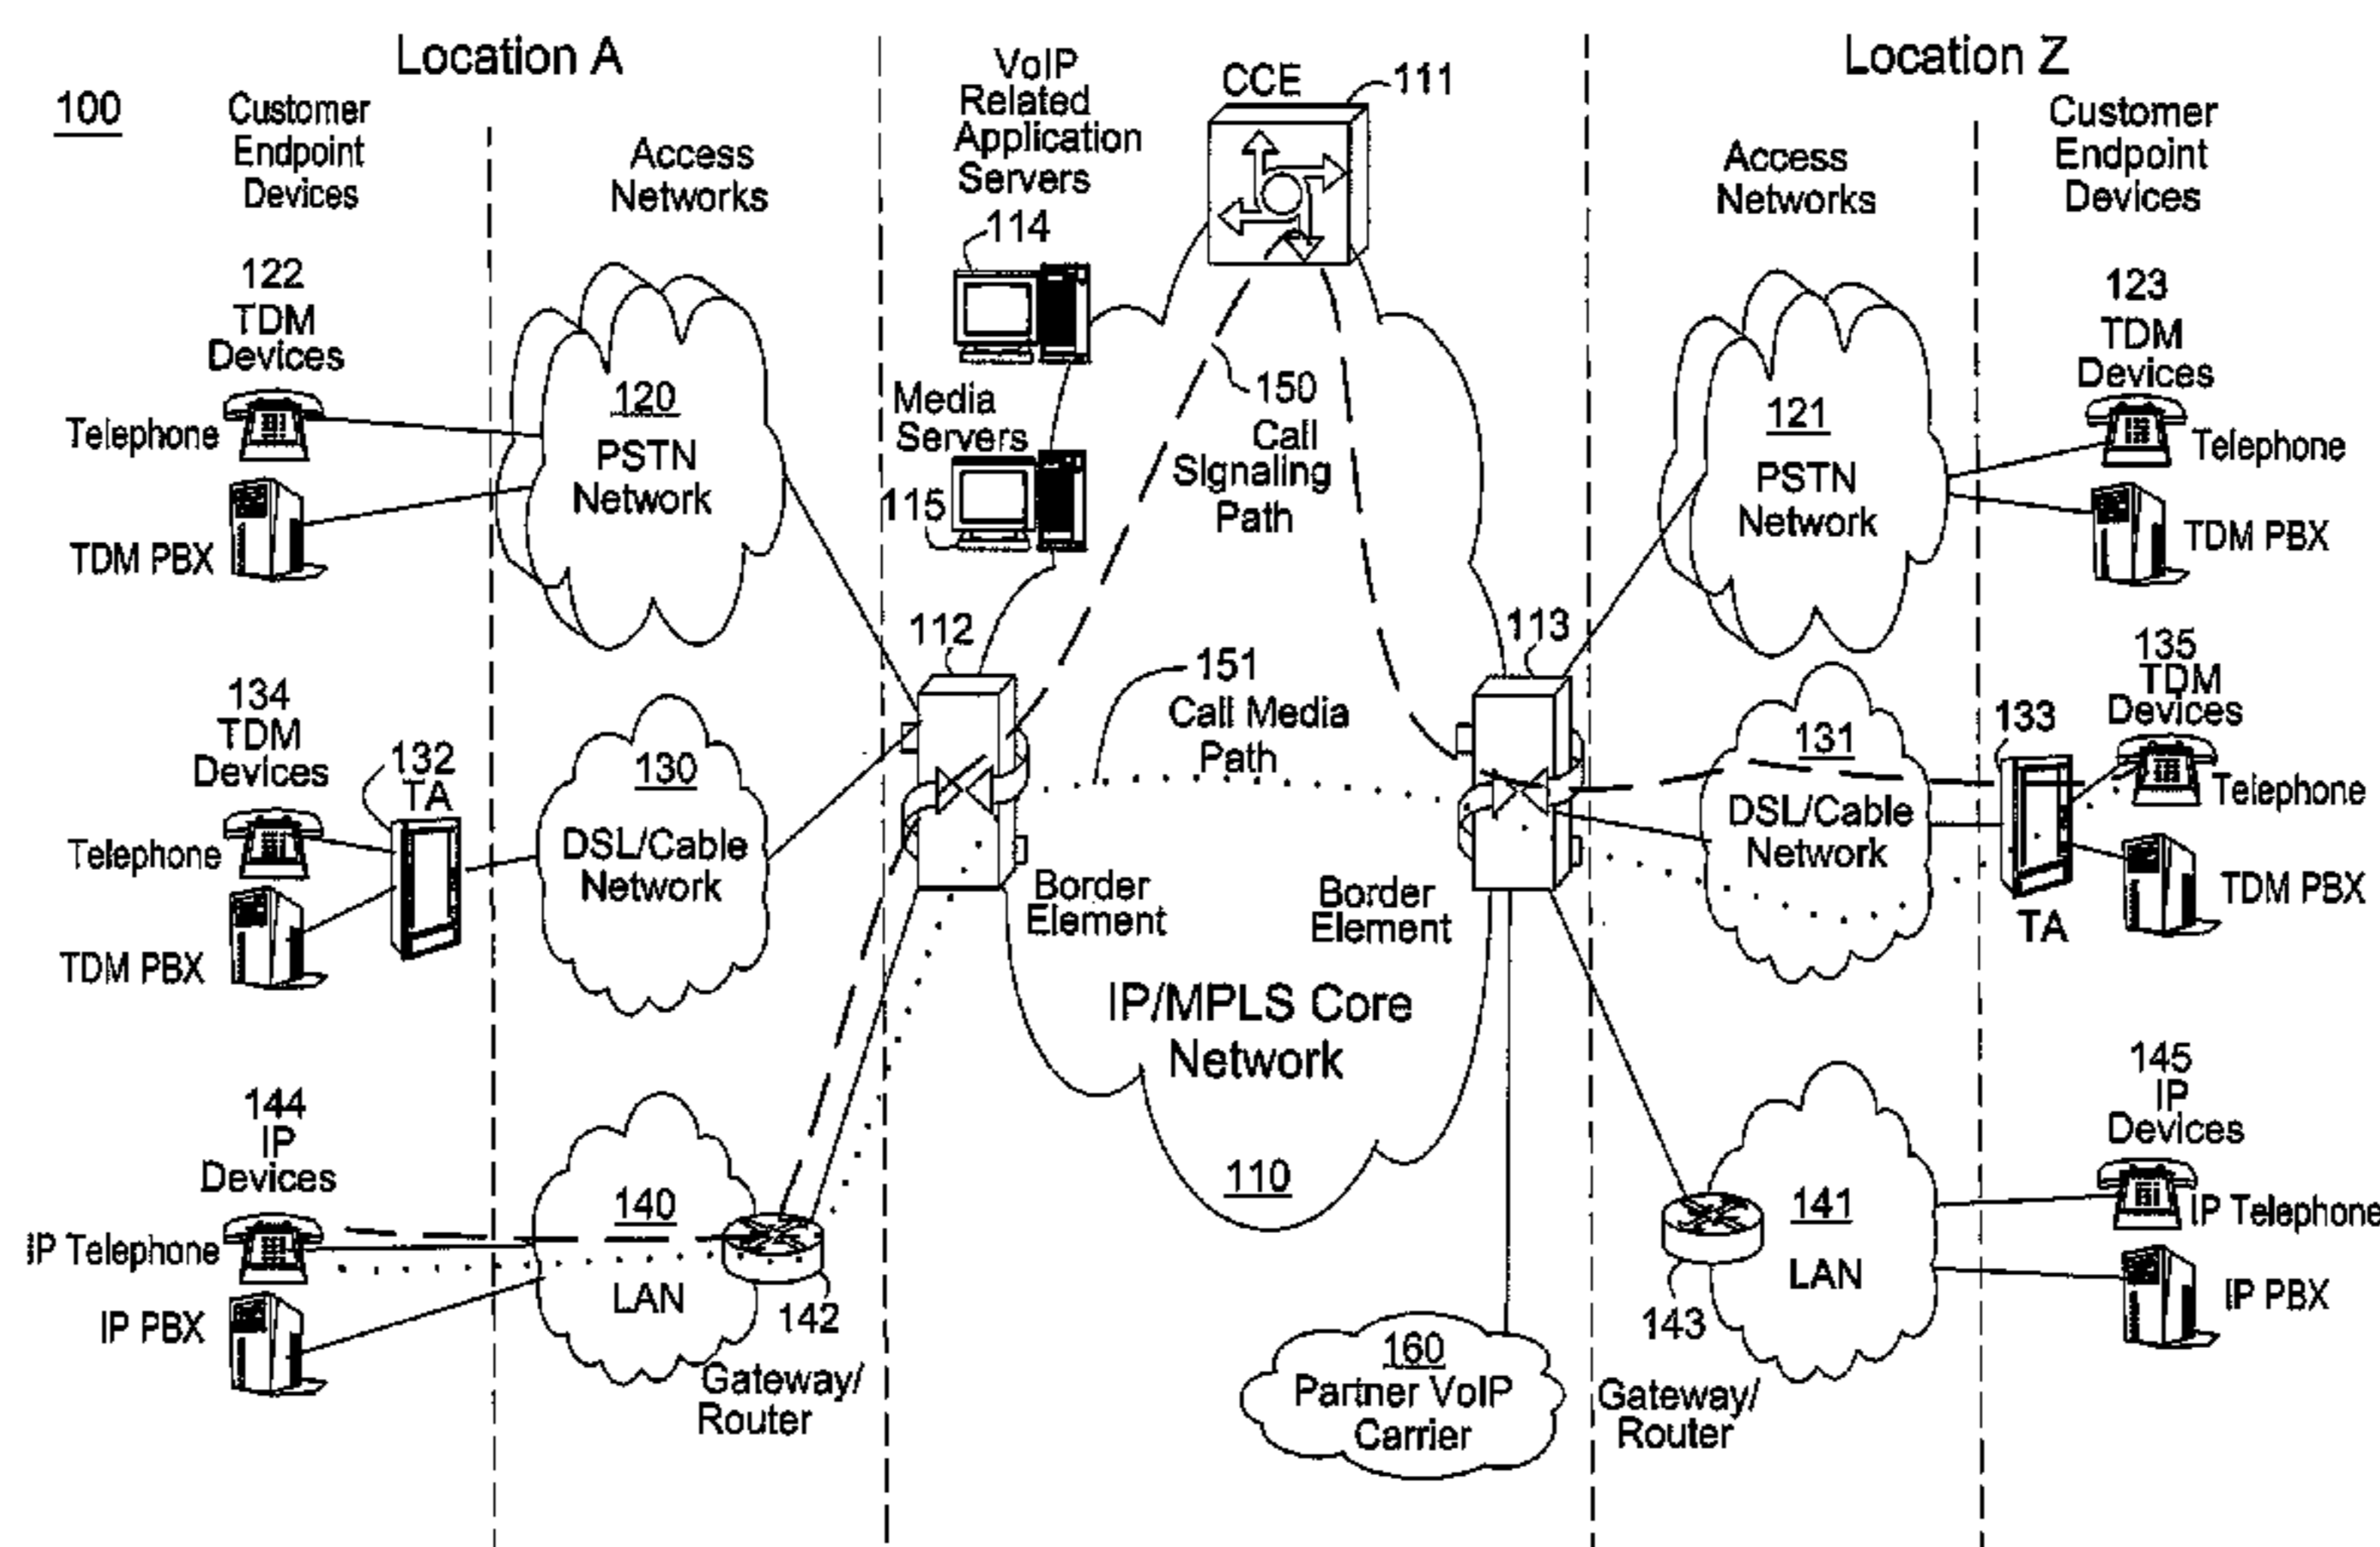 Location A
Location Z
100
Customer
Endpoint
Devices
Access
Networks
VoIP
Related
Application
Servers
114
CCE
111
Access
Networks
Customer
Endpoint
Devices
122
TDM
Devices
Telephone
TDM PBX
120
PSTN
Network
Media
Servers
115
150
Call
Signaling
Path
121
PSTN
Network
123
TDM
Devices
Telephone
TDM PBX
112
113
134
TDM
Devices
Telephone
TDM PBX
132
TA
130
DSL/Cable
Network
151
Call Media
Path
Border
Element
Border
Element
131
DSL/Cable
Network
133
TA
135
TDM
Devices
Telephone
TDM PBX
IP/MPLS Core
Network
110
144
IP
Devices
IP Telephone
IP PBX
140
LAN
142
Gateway/
Router
160
Partner VoIP
Carrier
143
Gateway/
Router
141
LAN
145
IP
Devices
IP Telephone
IP PBX